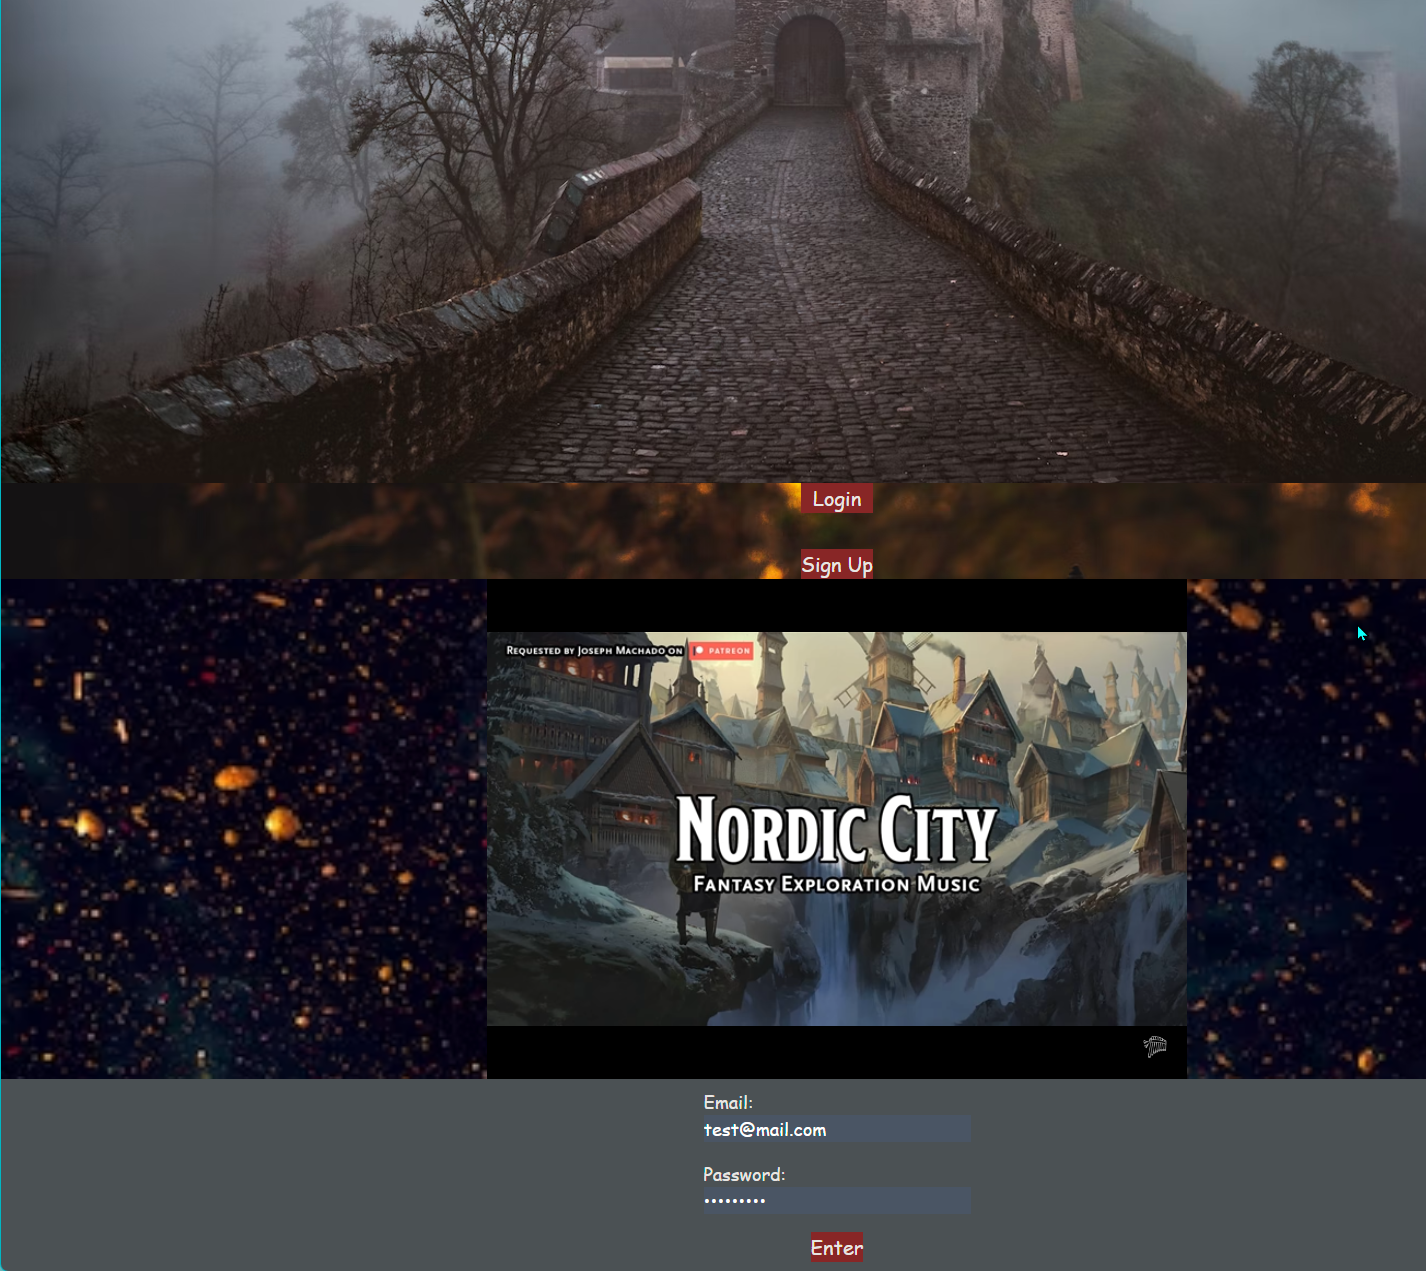 Login
Sign Up
Requested by Joseph Machado on PATREON
Nordic City
Fantasy Exploration Music
Email:
test@mail.com
Password:
•••••••••
Enter